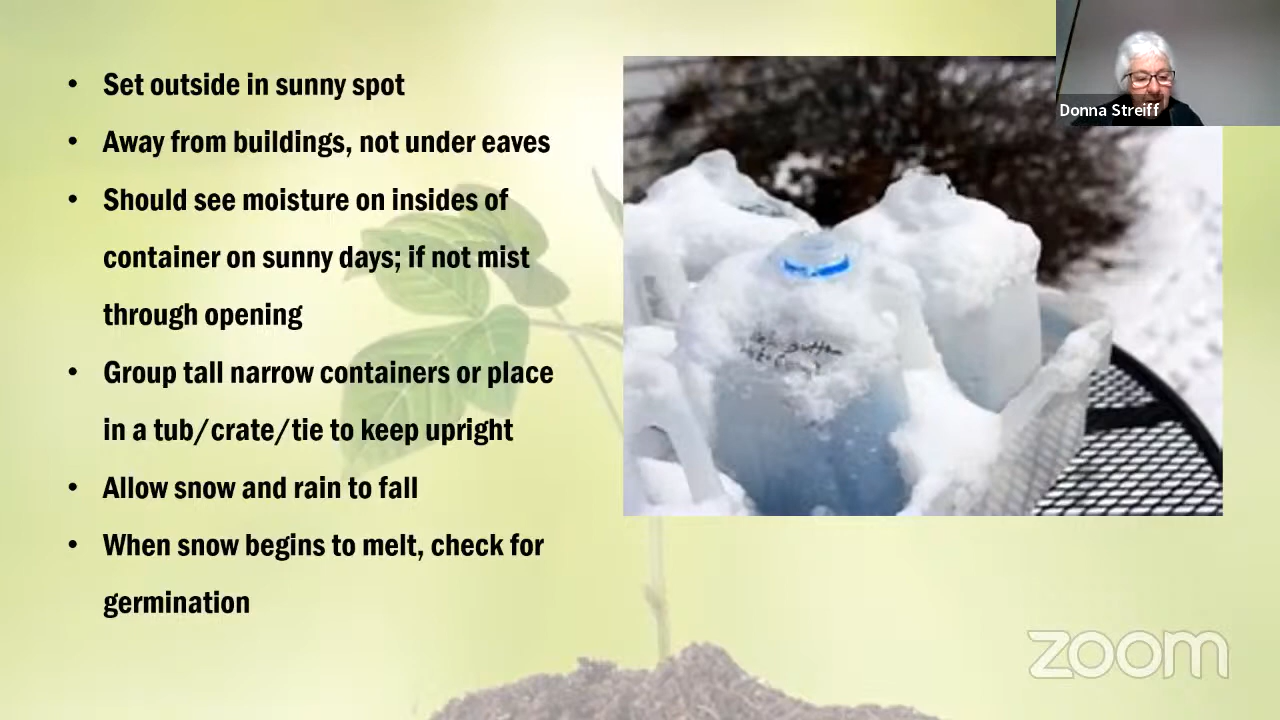 • Set outside in sunny spot
• Away from buildings, not under eaves
• Should see moisture on insides of
container on sunny days; if not mist
through opening
• Group tall narrow containers or place
in a tub/crate/tie to keep upright
• Allow snow and rain to fall
• When snow begins to melt, check for
germination
Donna Streiff
zoom